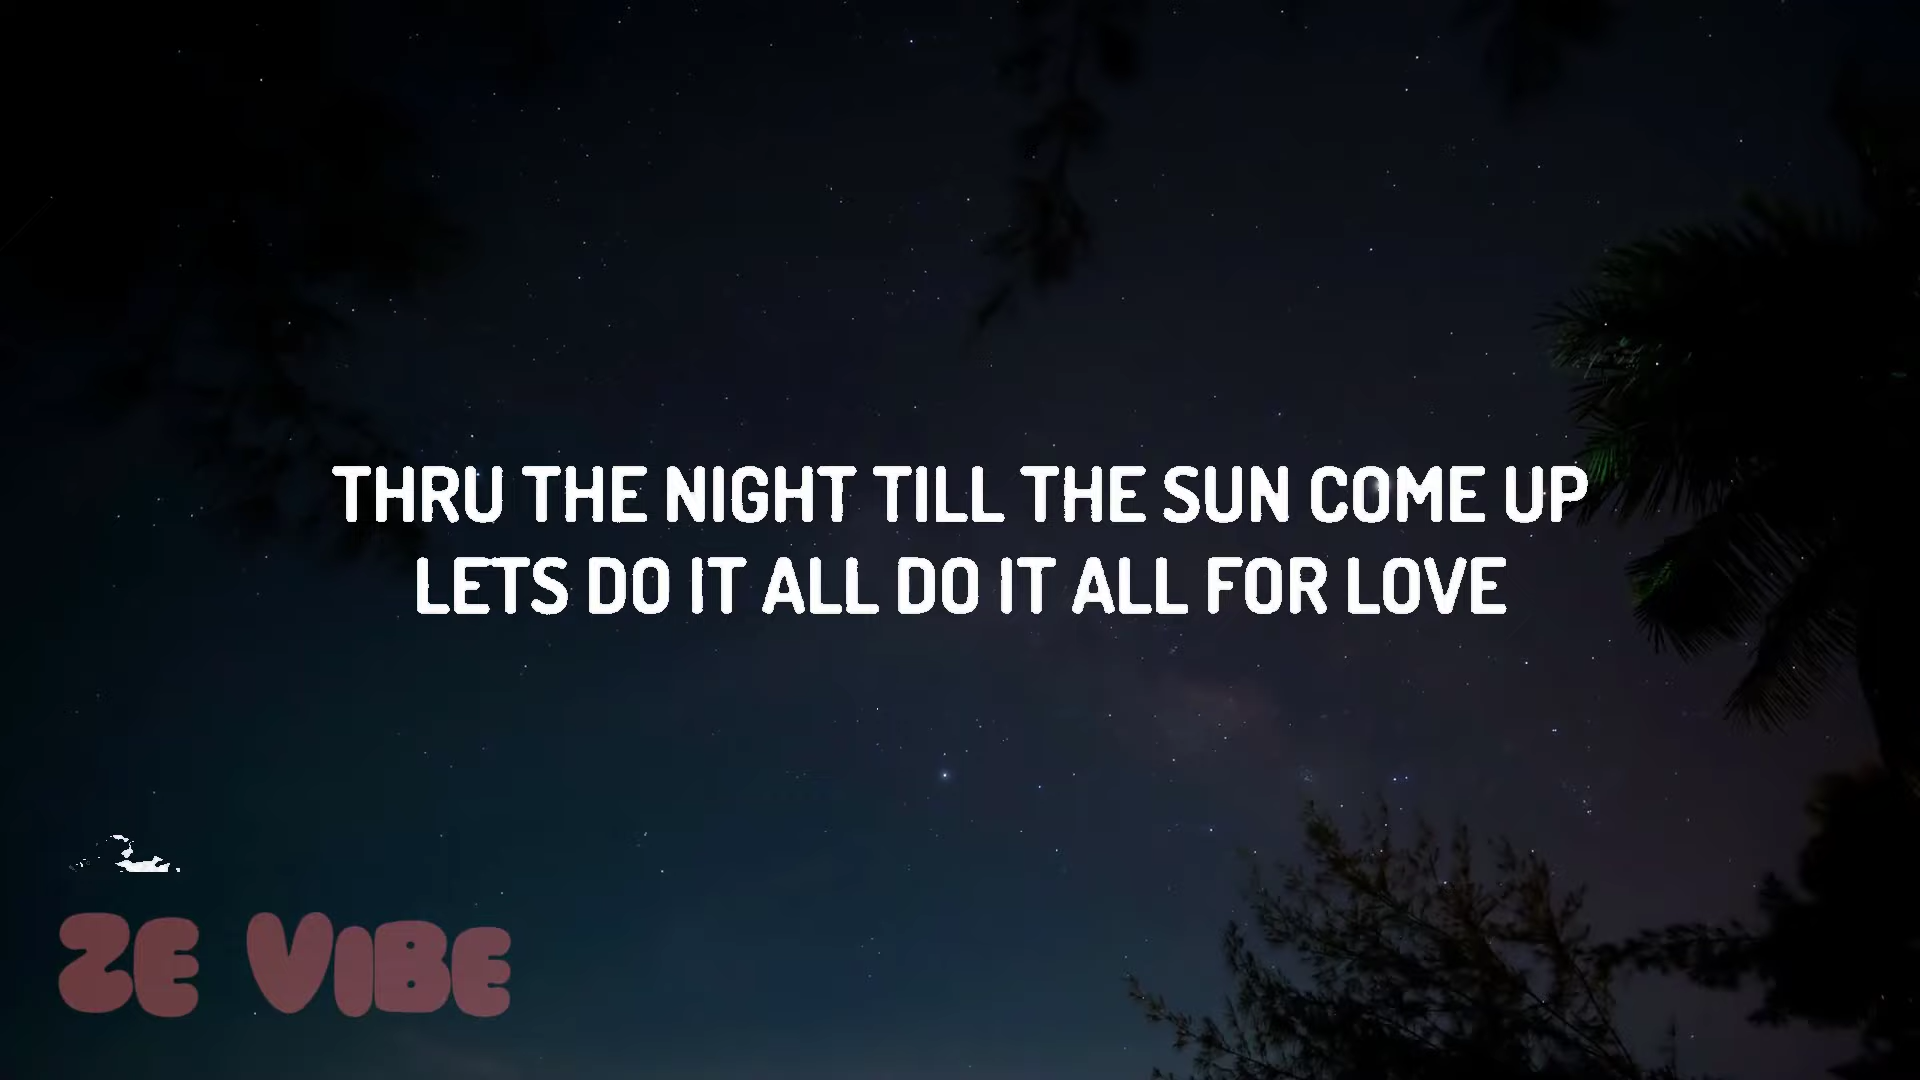 THRU THE NIGHT TILL THE SUN COME UP
LETS DO IT ALL DO IT ALL FOR LOVE
ZE VIBE